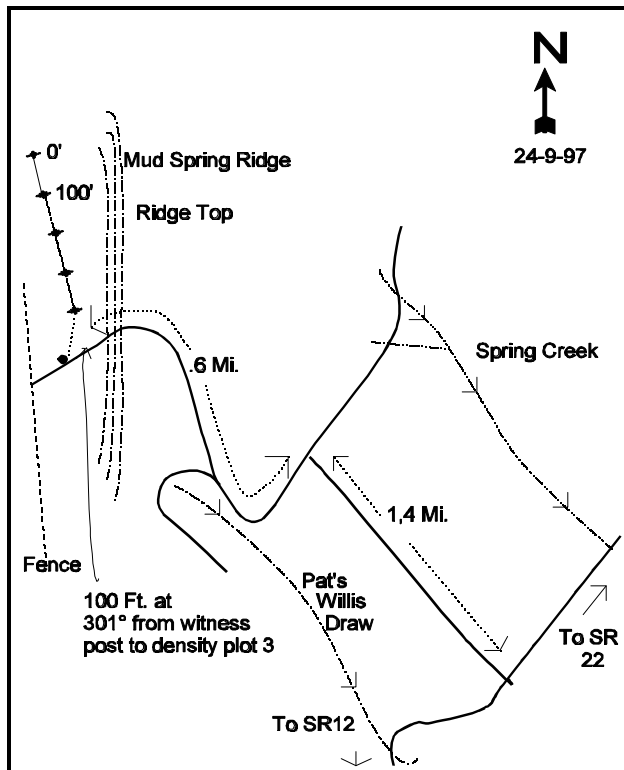 N
24-9-97
0'
Mud Spring Ridge
100'
Ridge Top
.6 Mi.
Spring Creek
1,4 Mi.
Fence
Pat's
Willis
Draw
100 Ft. at
301° from witness
post to density plot 3
To SR
22
To SR12